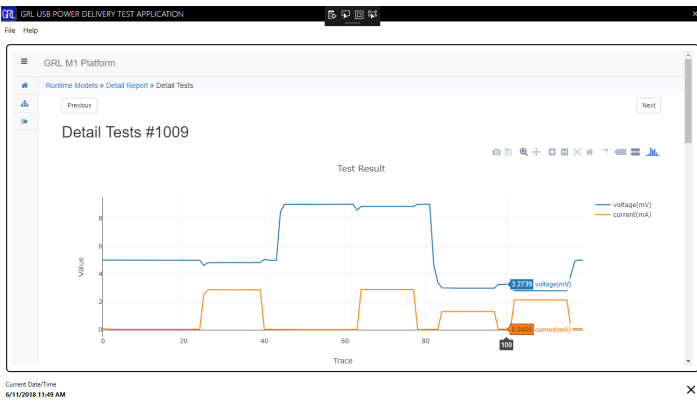 GRL GRL USB POWER DELIVERY TEST APPLICATION
File Help
GRL M1 Platform
Runtime Models » Detail Report » Detail Tests
Previous
Next
Detail Tests #1009
Test Result
voltage(mV)
current(mA)
Value
8
6
4
2
0
3.2739 voltage(mV)
0.0406 current(mA)
0 20 40 60 80 100
Trace
Current Date/Time
6/11/2018 11:49 AM